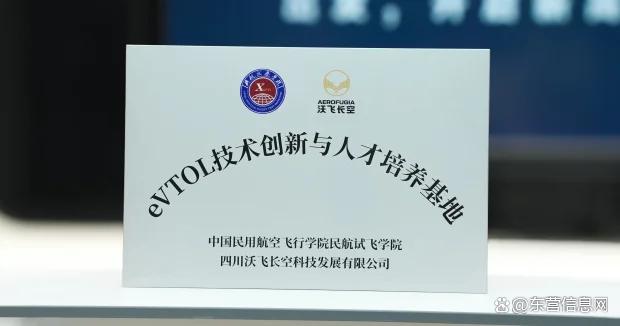 AEROFUGIA
沃飞长空
eVTOL技术创新与人才培养基地
中国民用航空飞行学院民航试飞学院
四川沃飞长空科技发展有限公司
东营信息网